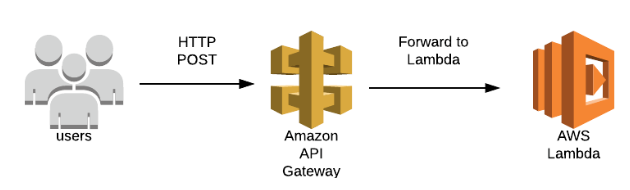 HTTP
POST
Forward to
Lambda
users
Amazon
API
Gateway
AWS
Lambda